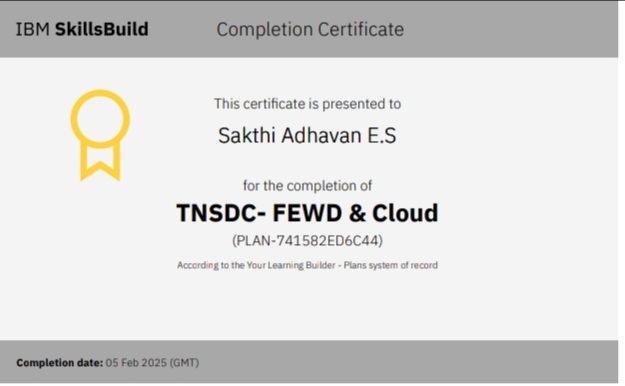 IBM SkillsBuild
Completion Certificate
This certificate is presented to
Sakthi Adhavan E.S
for the completion of
TNSDC- FEWD & Cloud
(PLAN-741582ED6C44)
According to the Your Learning Builder - Plans system of record
Completion date: 05 Feb 2025 (GMT)